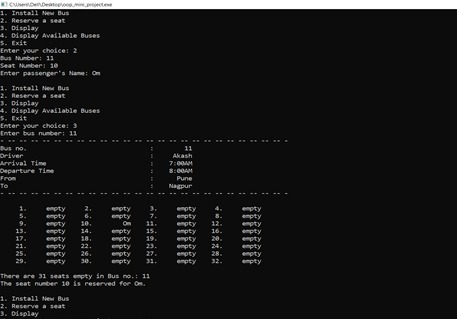 C:\Users\Dell\Desktop\oop_mini_project.exe
1. Install New Bus
2. Reserve a seat
3. Display
4. Display Available Buses
5. Exit
Enter your choice: 2
Bus Number: 11
Seat Number: 10
Enter passenger's Name: Om
1. Install New Bus
2. Reserve a seat
3. Display
4. Display Available Buses
5. Exit
Enter your choice: 3
Enter bus number: 11
Bus no. : 11
Driver : Akash
Arrival Time : 7:00AM
Departure Time : 8:00AM
From : Pune
To : Nagpur
1. empty 2. empty 3. empty 4. empty
5. empty 6. empty 7. empty 8. empty
9. empty 10. Om 11. empty 12. empty
13. empty 14. empty 15. empty 16. empty
17. empty 18. empty 19. empty 20. empty
21. empty 22. empty 23. empty 24. empty
25. empty 26. empty 27. empty 28. empty
29. empty 30. empty 31. empty 32. empty
There are 31 seats empty in Bus no.: 11
The seat number 10 is reserved for Om.
1. Install New Bus
2. Reserve a seat
3. Display